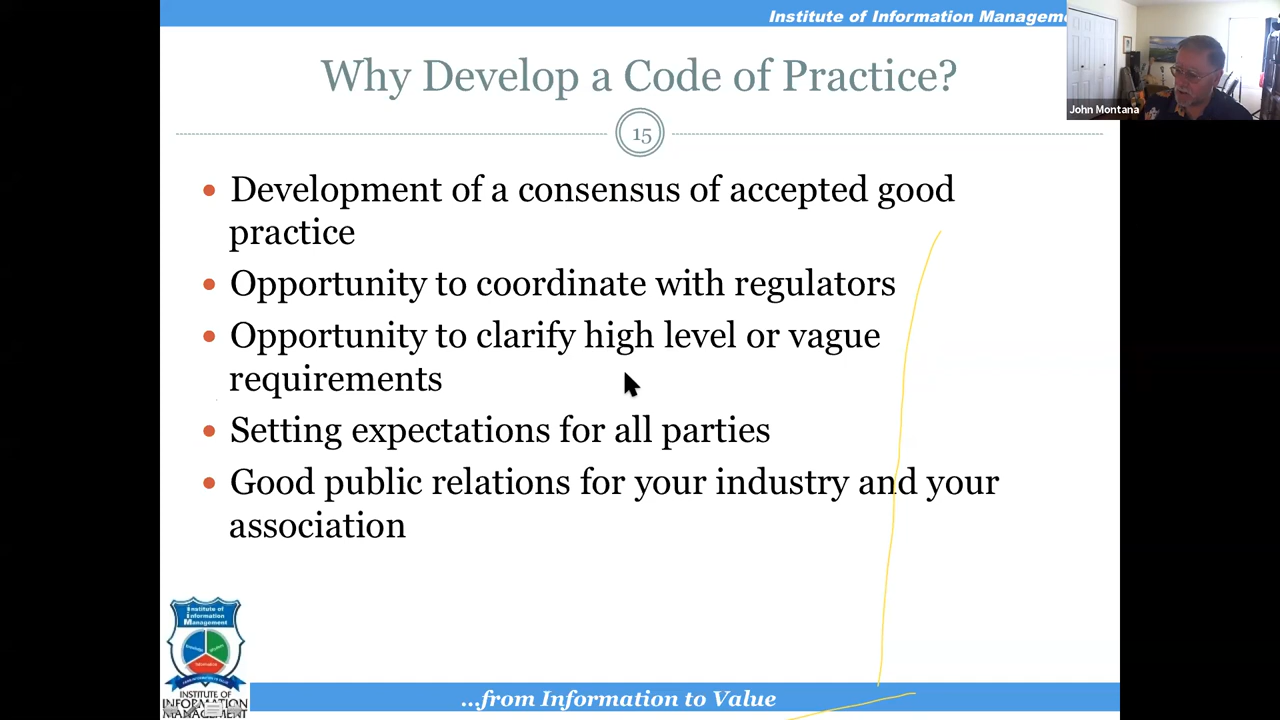 Institute of Information Manageme
John Montana
Why Develop a Code of Practice?
15
• Development of a consensus of accepted good
practice
• Opportunity to coordinate with regulators
• Opportunity to clarify high level or vague
requirements
• Setting expectations for all parties
• Good public relations for your industry and your
association
Institute of
Information
Management
INSTITUTE OF
INFORMATION
MANAGEMENT
...from Information to Value